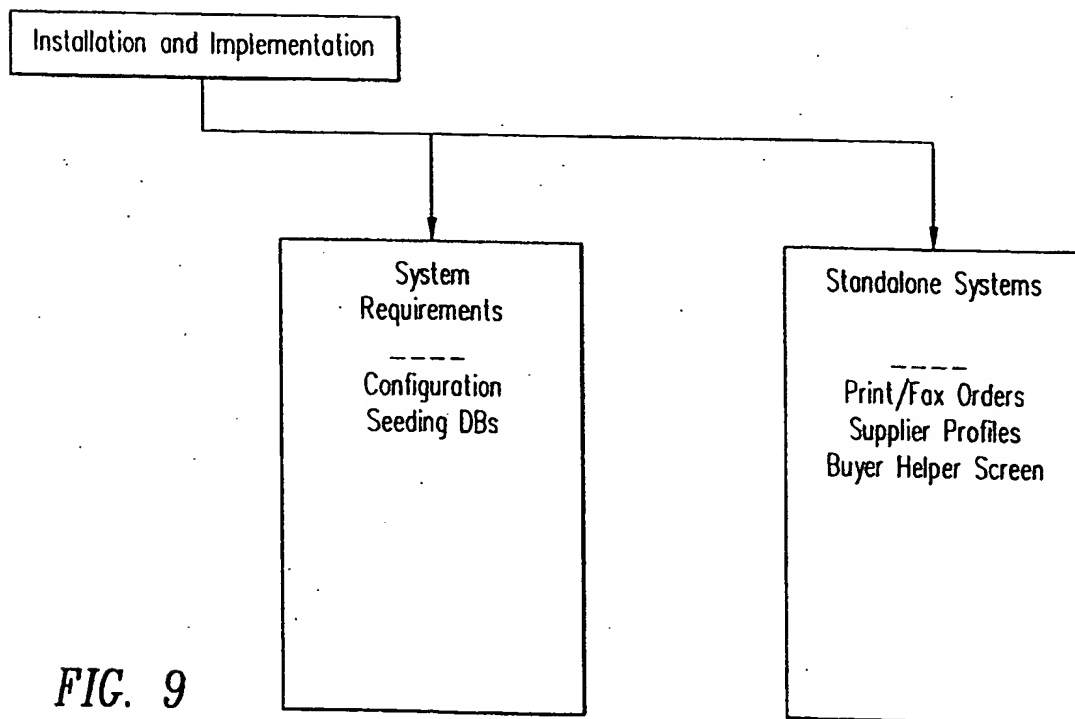 Installation and Implementation
System
Requirements
----
Configuration
Seeding DBs
Standalone Systems
----
Print/Fax Orders
Supplier Profiles
Buyer Helper Screen
FIG. 9